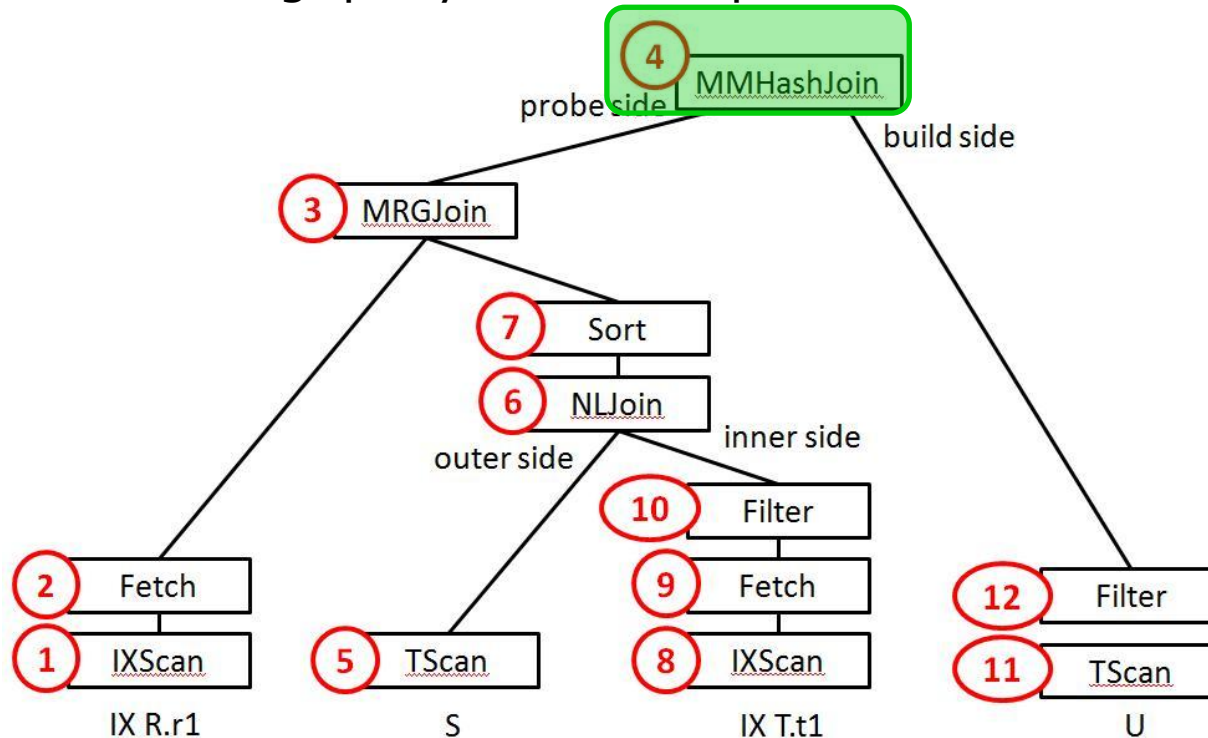 4
MMHashJoin
probe side
build side
3
MRGJoin
7
Sort
6
NLJoin
outer side
inner side
10
Filter
2
Fetch
9
Fetch
12
Filter
1
IXScan
5
TScan
8
IXScan
11
TScan
IX R.r1
S
IX T.t1
U